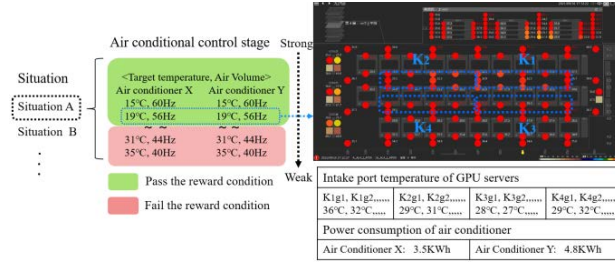 Air conditional control stage
Strong
Situation
Situation A
Situation B
<Target temperature, Air Volume>
Air conditioner X Air conditioner Y
15℃, 60Hz 15℃, 60Hz
19℃, 56Hz 19℃, 56Hz
31℃, 44Hz 31℃, 44Hz
35℃, 40Hz 35℃, 40Hz
Weak
Pass the reward condition
Fail the reward condition
K2 K1
K4 K3
Intake port temperature of GPU servers
K1g1, K1g2,,,,,, K2g1, K2g2,,,,,, K3g1, K3g2,,,,,, K4g1, K4g2,,,,,,
36℃, 32℃,,,,, 29℃, 31℃,,,,, 28℃, 27℃,,,,, 29℃, 32℃,,,,,
Power consumption of air conditioner
Air Conditioner X: 3.5KWh Air Conditioner Y: 4.8KWh